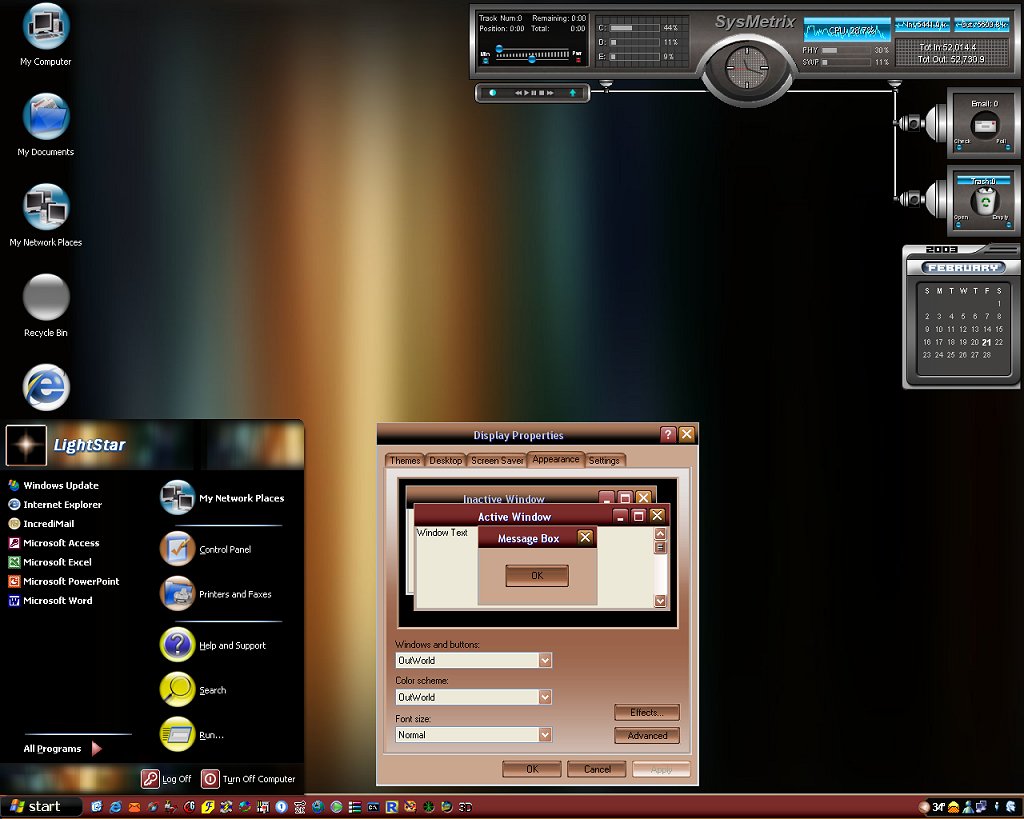 My Computer
My Documents
My Network Places
Recycle Bin
Track Num:0 Remaining: 0:00
Position: 0:00 Total: 0:00
Min
C: 44%
D: 11%
E: 9%
SysMetrix
PHY 30%
11%
Tot In:52,014.4
Tot Out: 52,730.9
Email: 0
Check Poll
Trash:0
Open Empty
2003
FEBRUARY
S M T W T F S
1
2 3 4 5 6 7 8
9 10 11 12 13 14 15
16 17 18 19 20 21 22
23 24 25 26 27 28
LightStar
Windows Update
Internet Explorer
IncrediMail
Microsoft Access
Microsoft Excel
Microsoft PowerPoint
Microsoft Word
All Programs
My Network Places
Control Panel
Printers and Faxes
Help and Support
Search
Run...
Log Off
Turn Off Computer
Display Properties
Themes Desktop Screen Saver Appearance Settings
Inactive Window
Active Window
Window Text
Message Box
OK
Windows and buttons:
OutWorld
Color scheme:
OutWorld
Font size:
Normal
Effects...
Advanced
OK Cancel Apply
start
34°